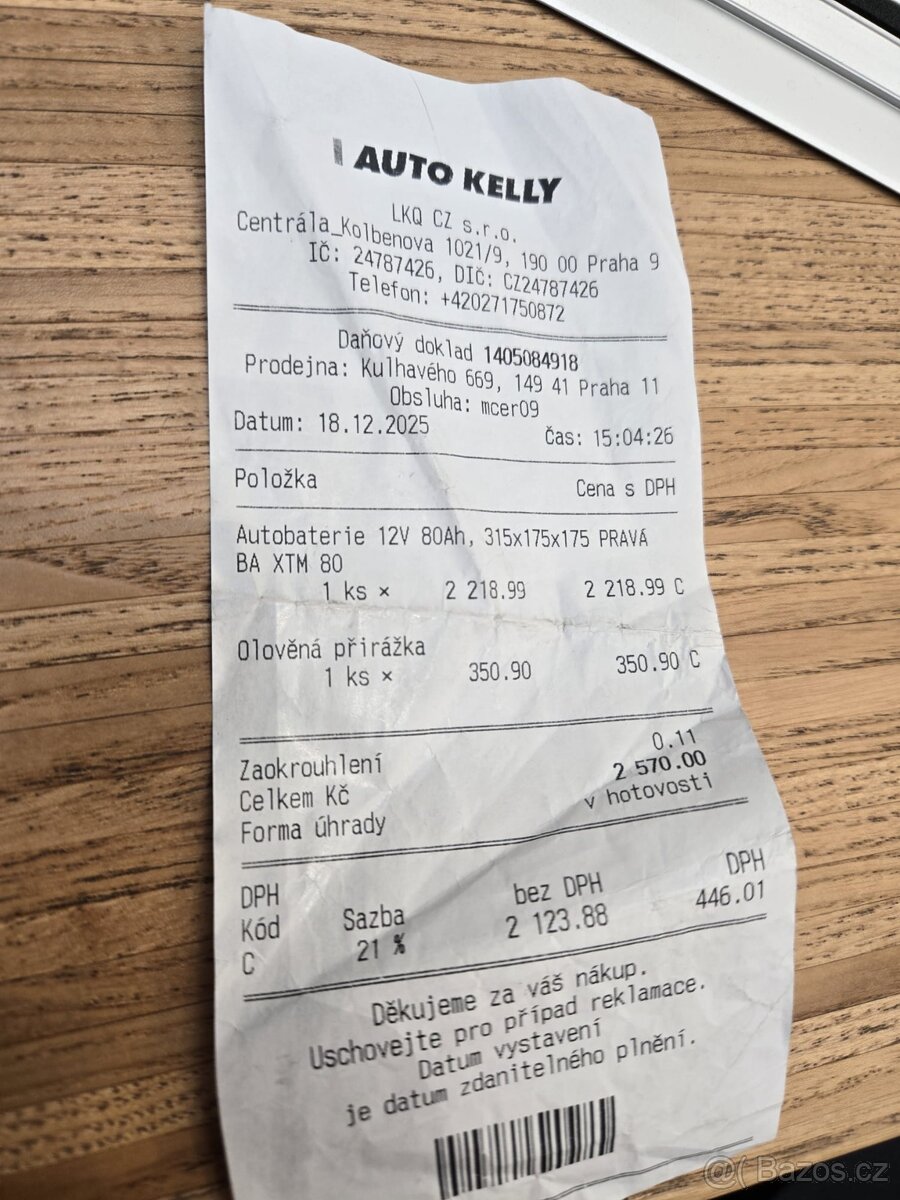 AUTO KELLY
LKQ CZ s.r.o.
Centrála_Kolbenova 1021/9, 190 00 Praha 9
IČ: 24787426, DIČ: CZ24787426
Telefon: +420271750872
Daňový doklad 1405084918
Prodejna: Kulhavého 669, 149 41 Praha 11
Obsluha: mcer09
Datum: 18.12.2025 Čas: 15:04:26
Položka Cena s DPH
Autobaterie 12V 80Ah, 315x175x175 PRAVÁ
BA XTM 80
1 ks × 2 218.99 2 218.99 C
Olověná přirážka
1 ks × 350.90 350.90 C
Zaokrouhlení 0.11
Celkem Kč 2 570.00
Forma úhrady v hotovosti
DPH
Kód Sazba bez DPH DPH
C 21 % 2 123.88 446.01
Děkujeme za váš nákup.
Uschovejte pro případ reklamace.
Datum vystavení
je datum zdanitelného plnění.
@( Bazos.cz